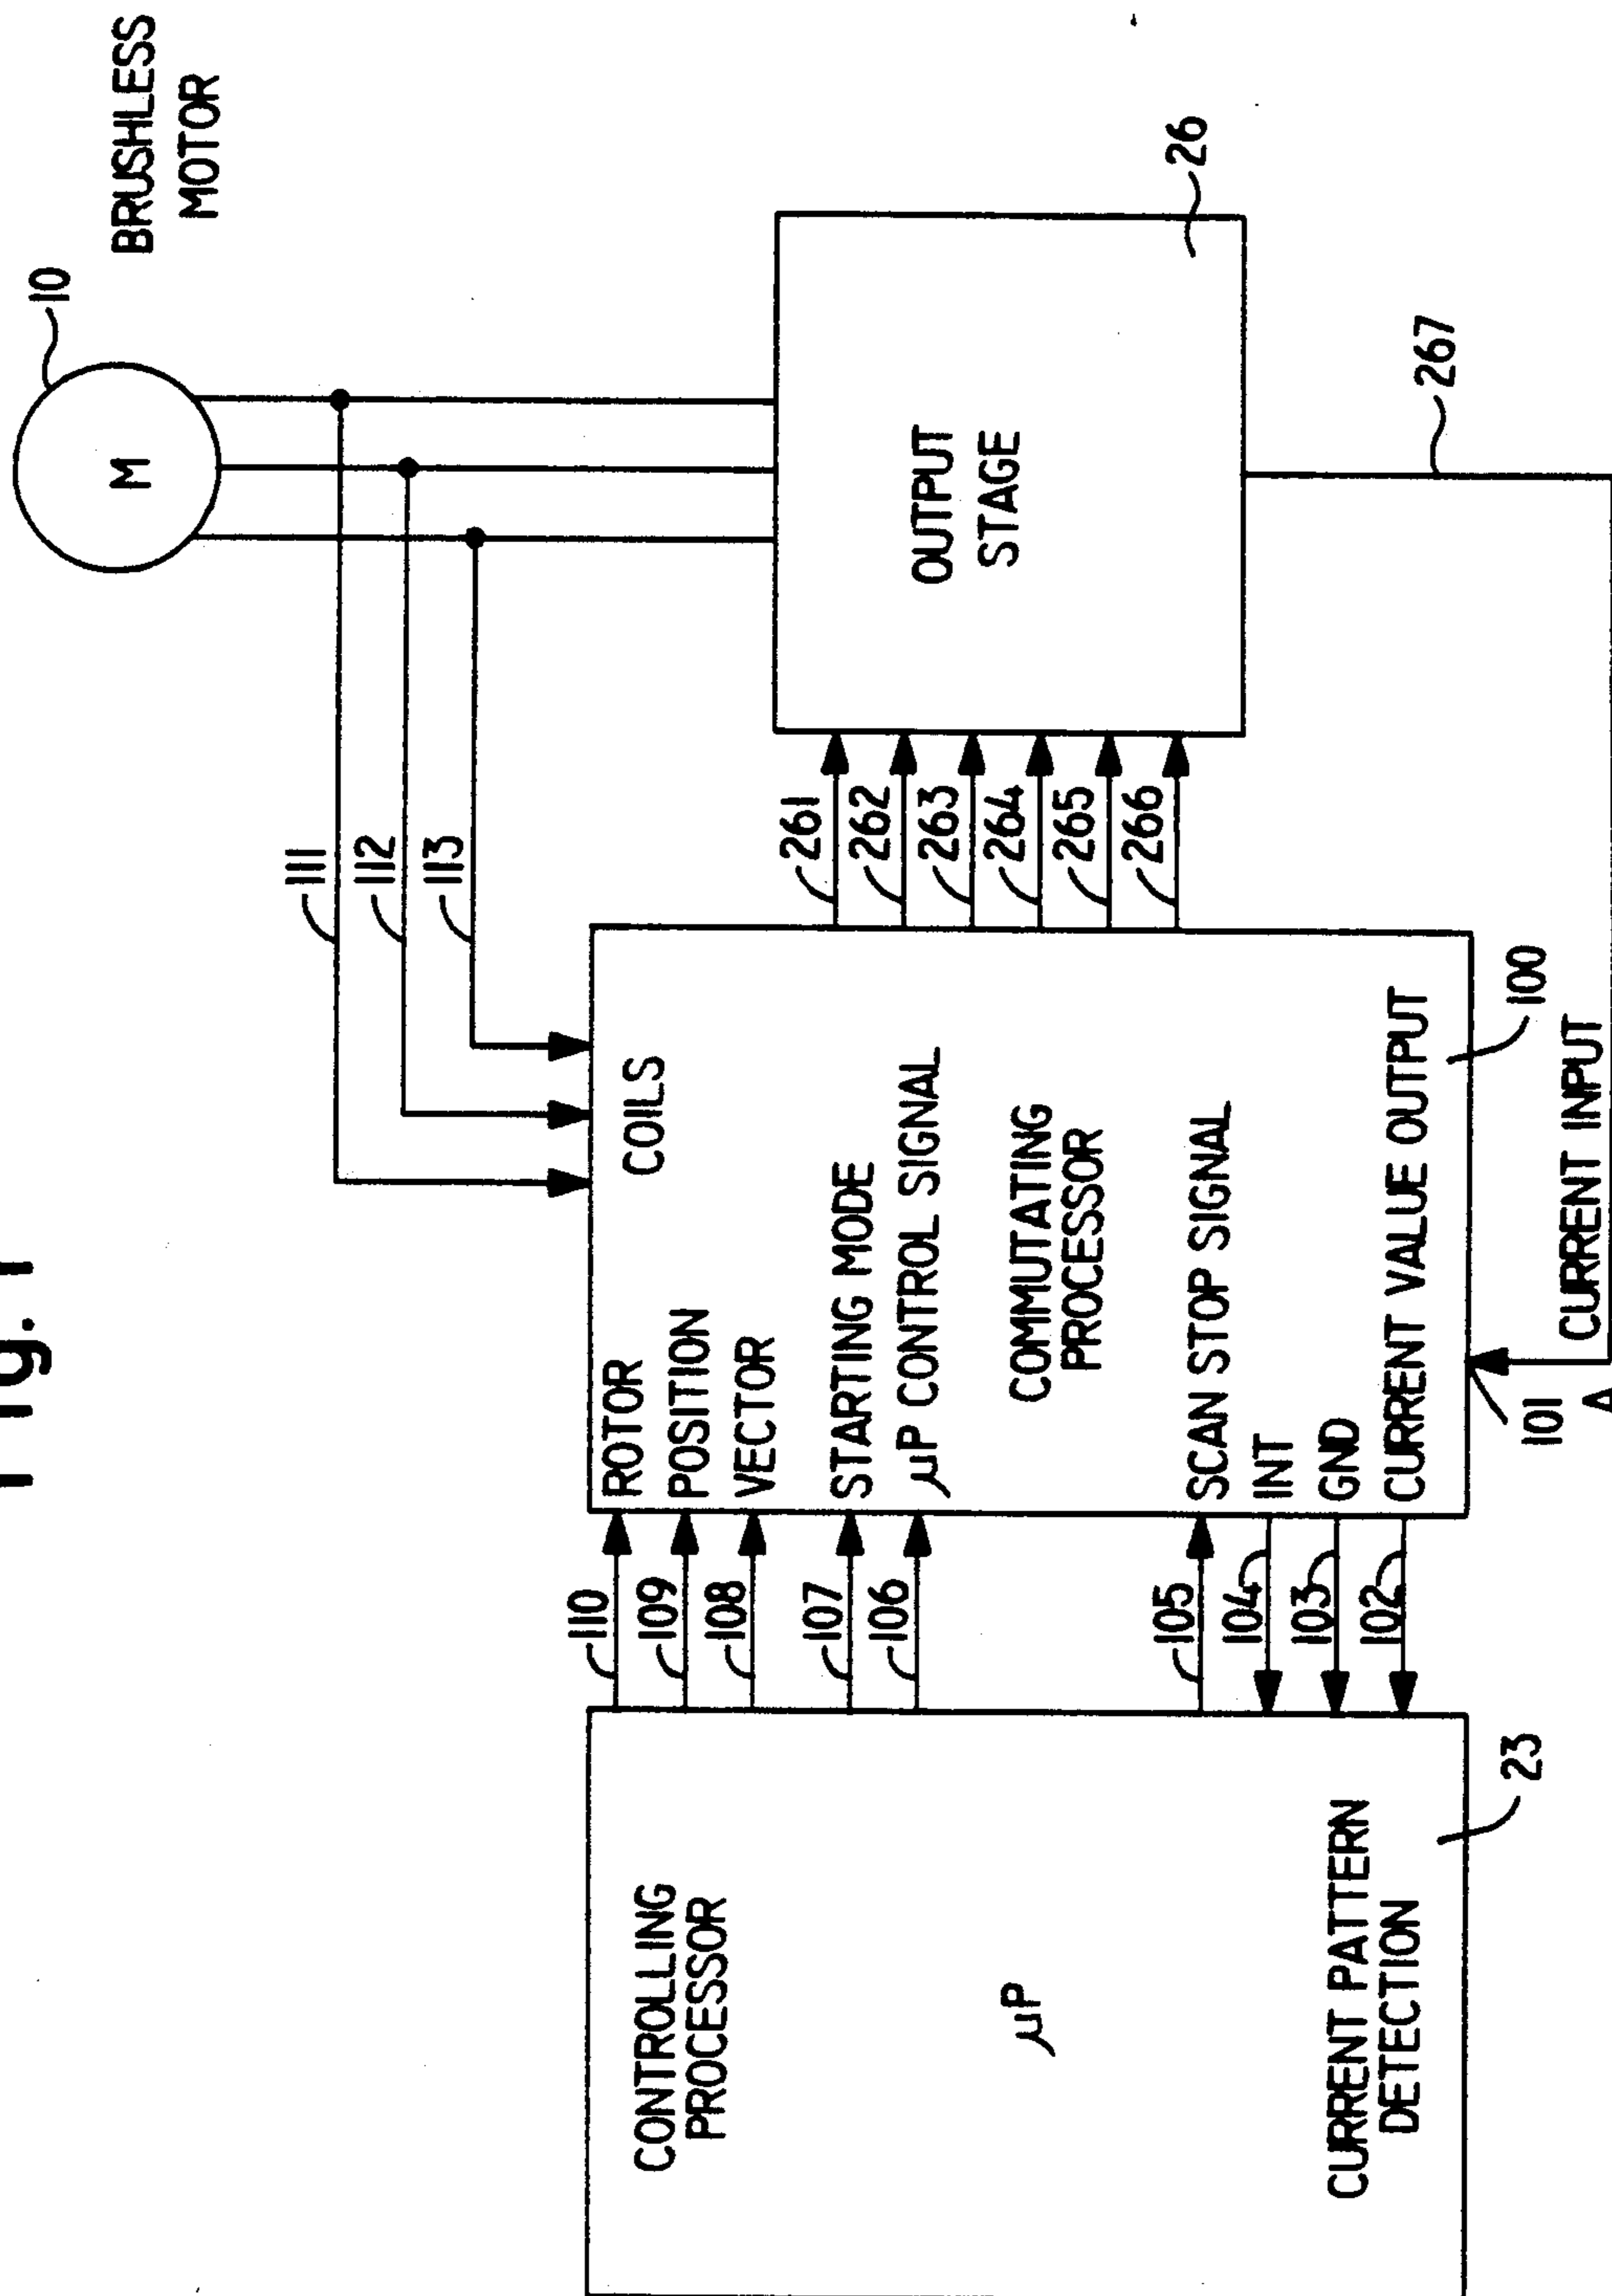 Fig. 1
10
BRUSHLESS
MOTOR
M
111
112
113
COILS
ROTOR
POSITION
VECTOR
STARTING MODE
µP CONTROL SIGNAL
COMMUTATING
PROCESSOR
SCAN STOP SIGNAL
INT
GND
CURRENT VALUE OUTPUT
100
CONTROLLING
PROCESSOR
µP
CURRENT PATTERN
DETECTION
23
110
109
108
107
106
105
104
103
102
261
262
263
264
265
266
OUTPUT
STAGE
26
267
101
CURRENT INPUT
A